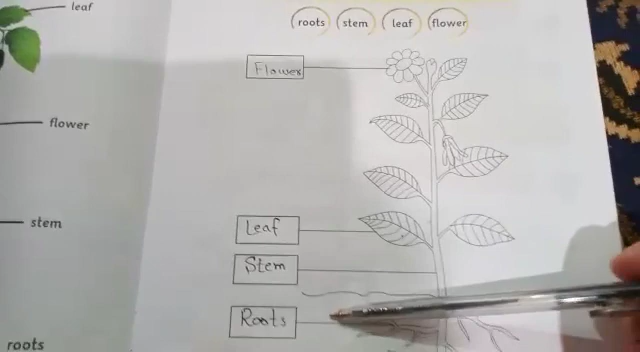 leaf
flower
stem
roots
roots stem leaf flower
Flower
Leaf
Stem
Roots